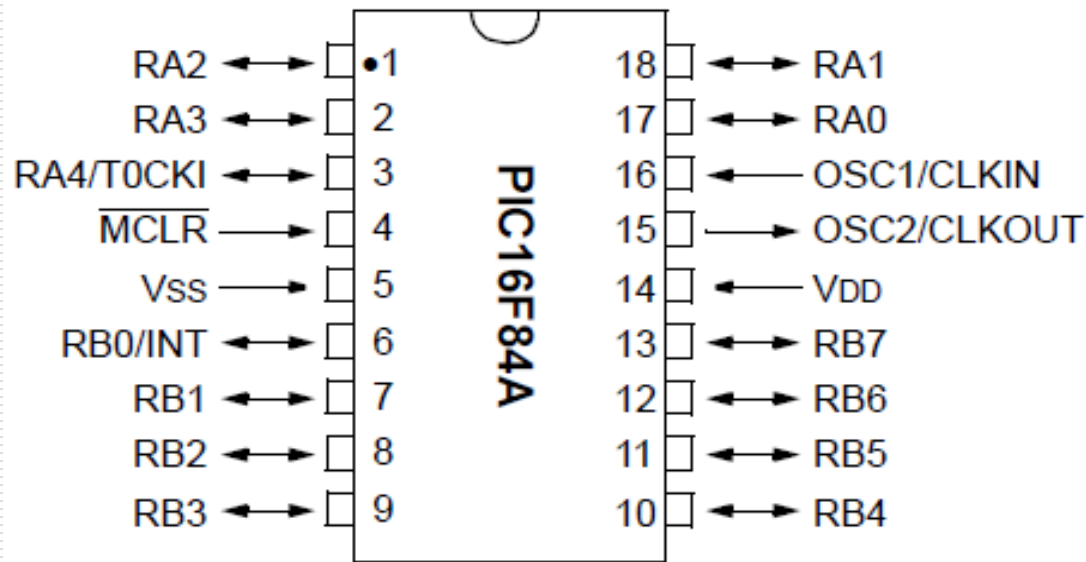 RA2 •1 18 RA1
RA3 2 17 RA0
RA4/T0CKI 3 16 OSC1/CLKIN
MCLR 4 15 OSC2/CLKOUT
VSS 5 14 VDD
RB0/INT 6 13 RB7
RB1 7 12 RB6
RB2 8 11 RB5
RB3 9 10 RB4
PIC16F84A